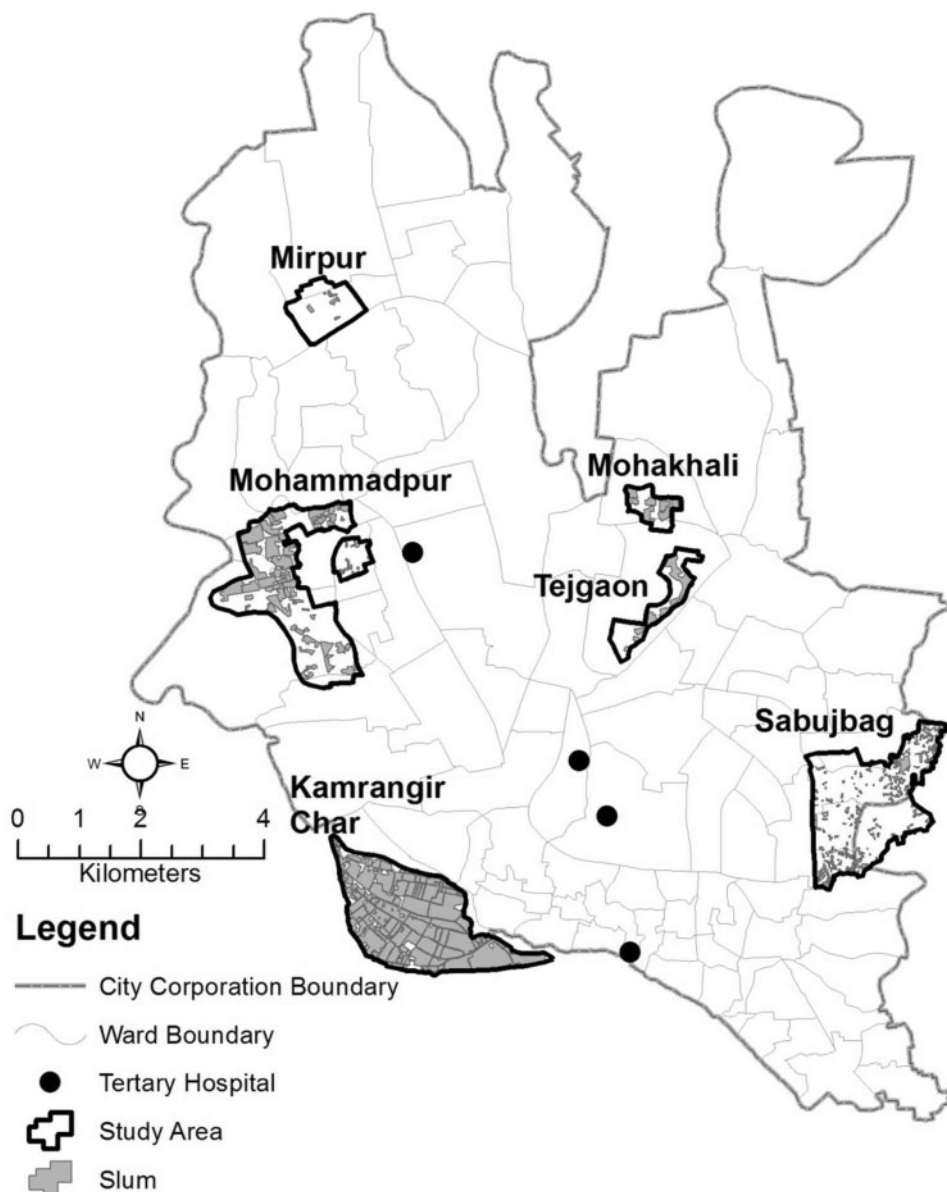 Mirpur
Mohakhali
Mohammadpur
Tejgaon
Sabujbag
N
W E
S
Kamrangir
Char
0 1 2 4
Kilometers
Legend
City Corporation Boundary
Ward Boundary
Tertary Hospital
Study Area
Slum